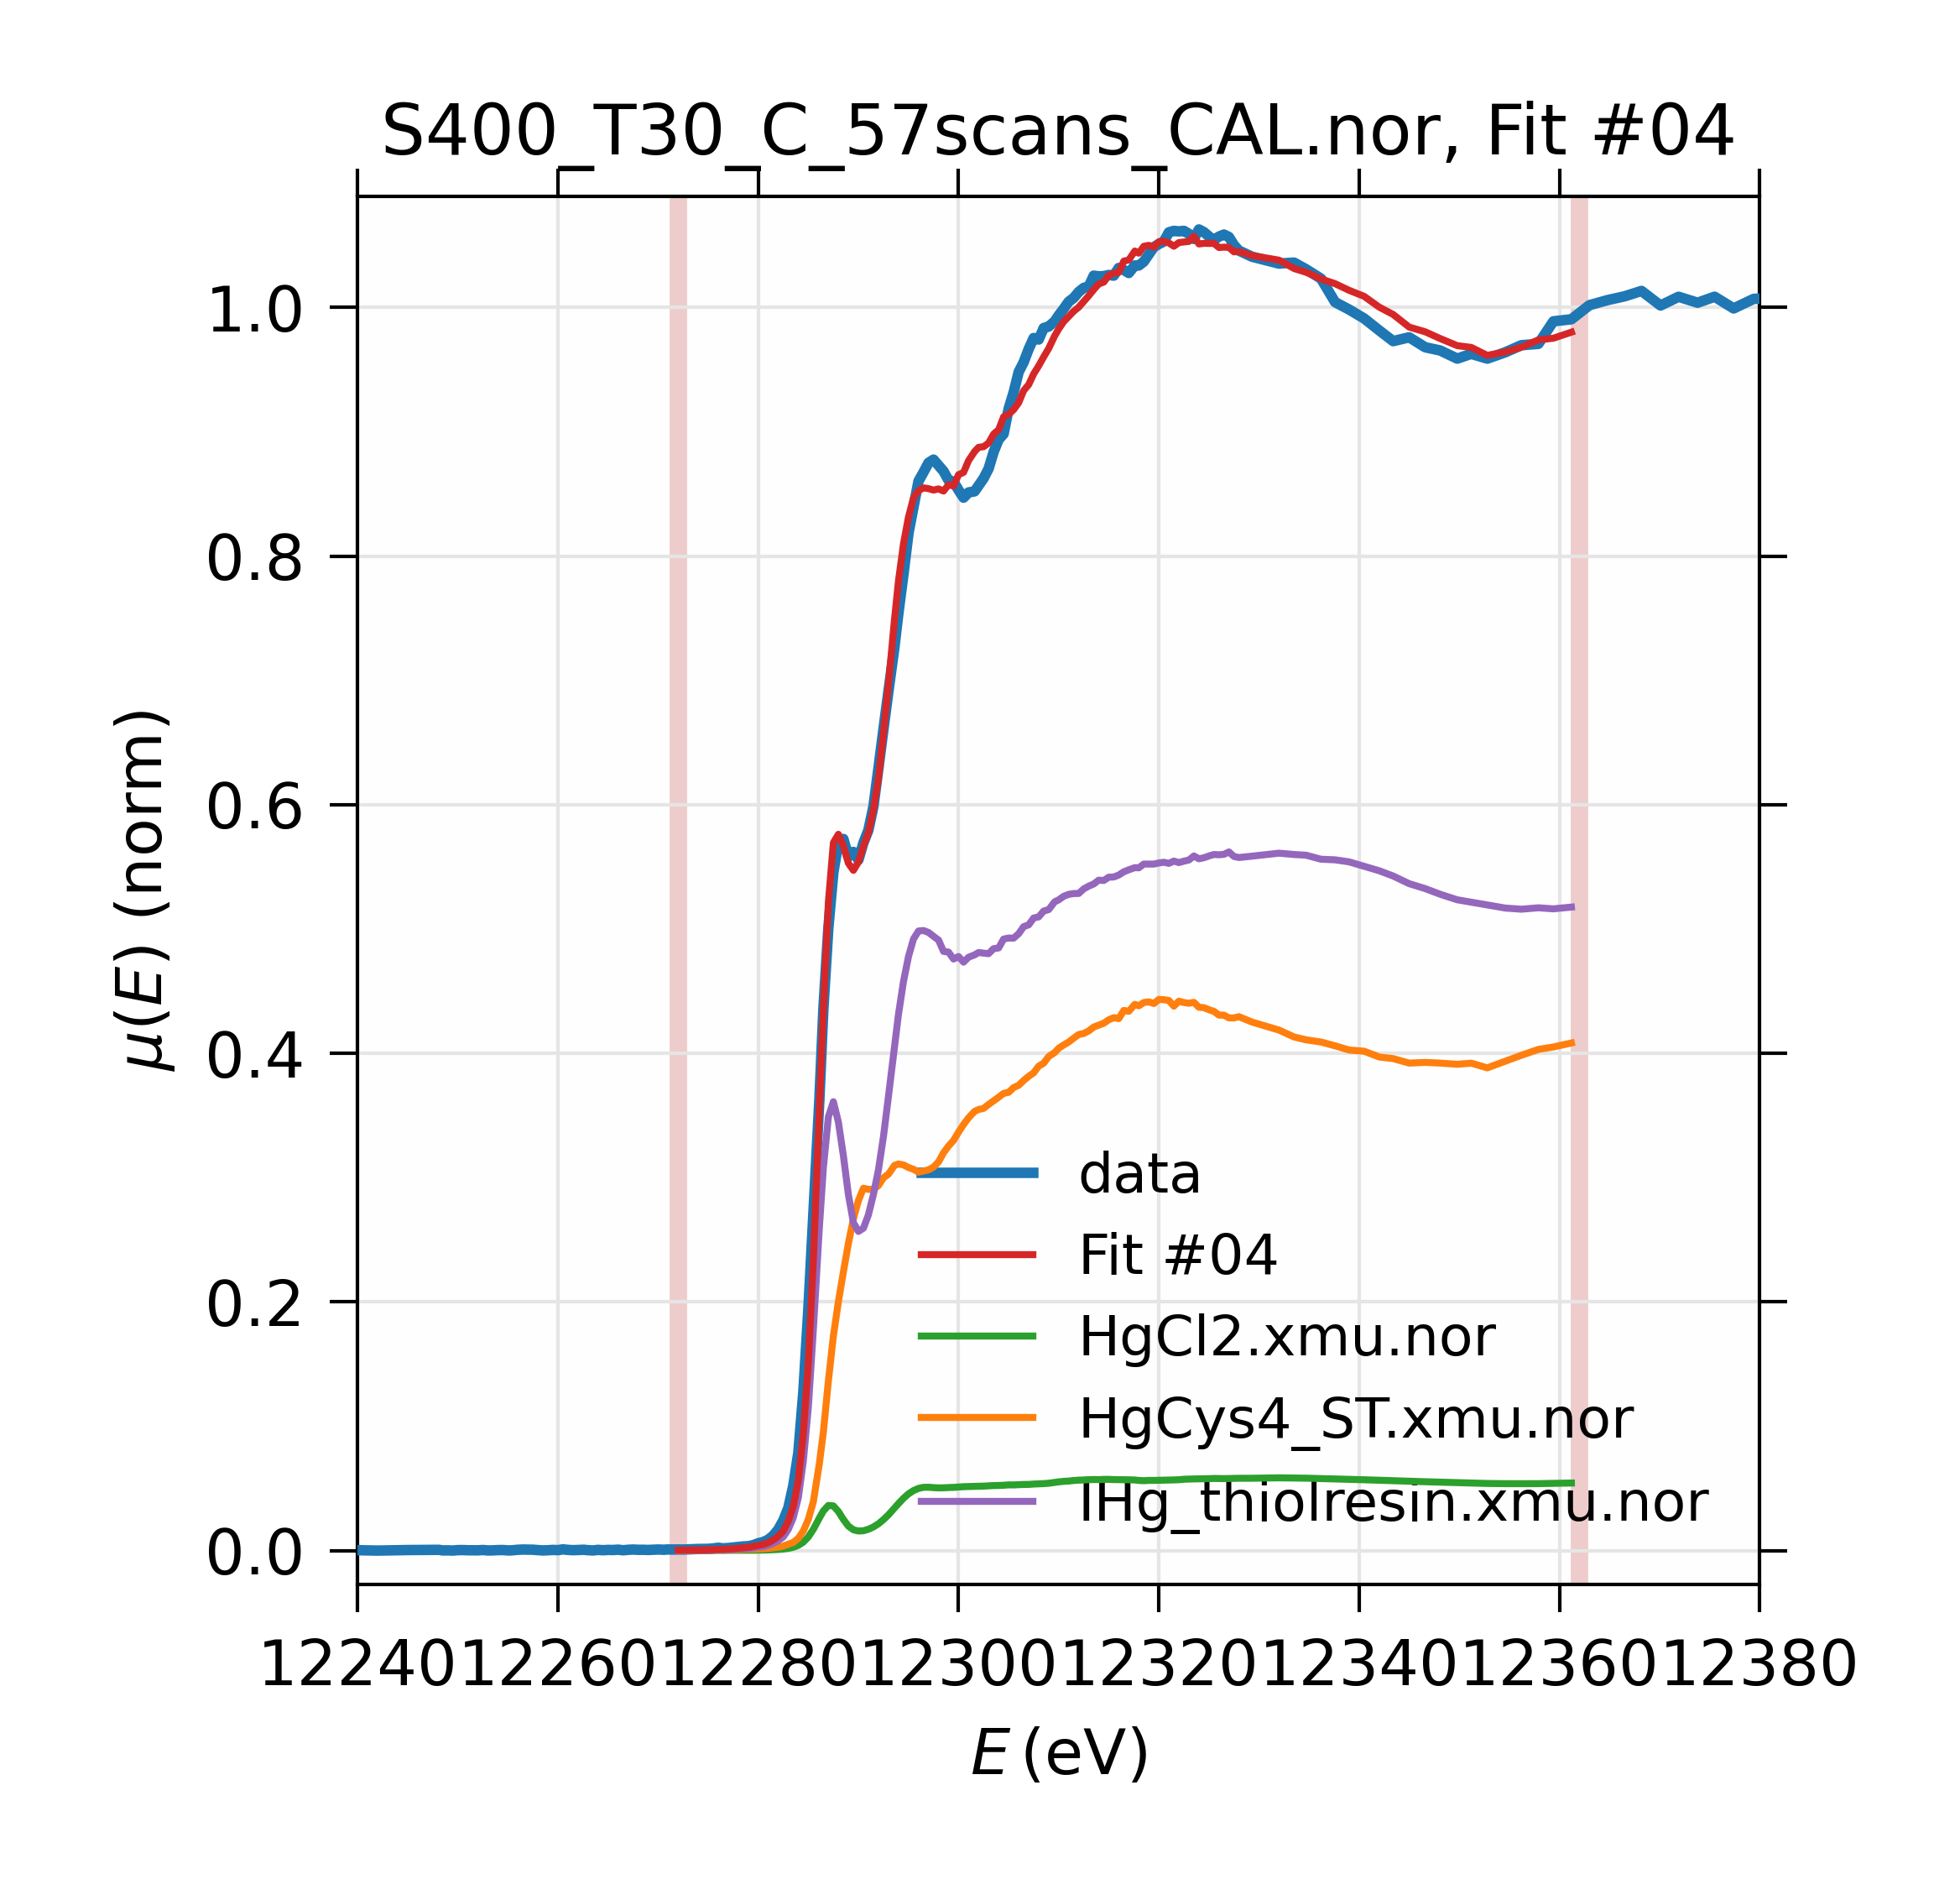 S400_T30_C_57scans_CAL.nor, Fit #04
μ(E) (norm)
1.0
0.8
0.6
0.4
0.2
0.0
data
Fit #04
HgCl2.xmu.nor
HgCys4_ST.xmu.nor
IHg_thiolresin.xmu.nor
12240 12260 12280 12300 12320 12340 12360 12380
E (eV)